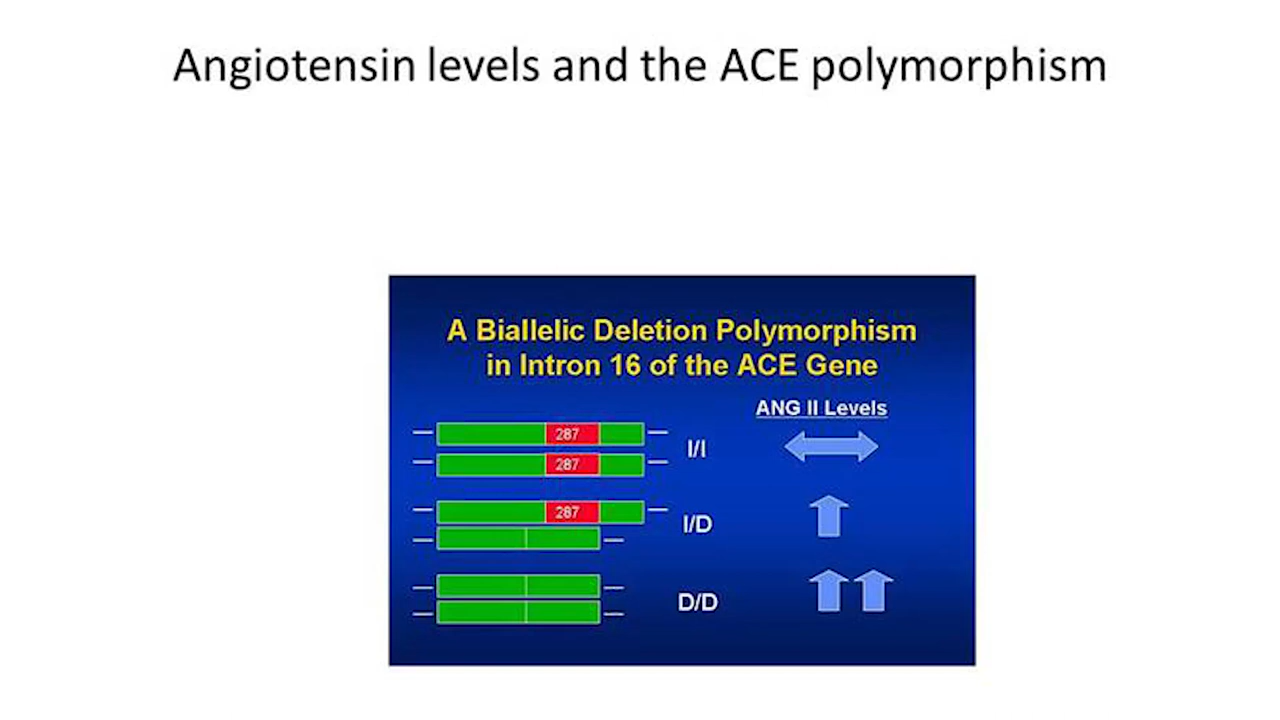 Angiotensin levels and the ACE polymorphism
A Biallelic Deletion Polymorphism
in Intron 16 of the ACE Gene
ANG II Levels
287
287
I/I
287
I/D
D/D